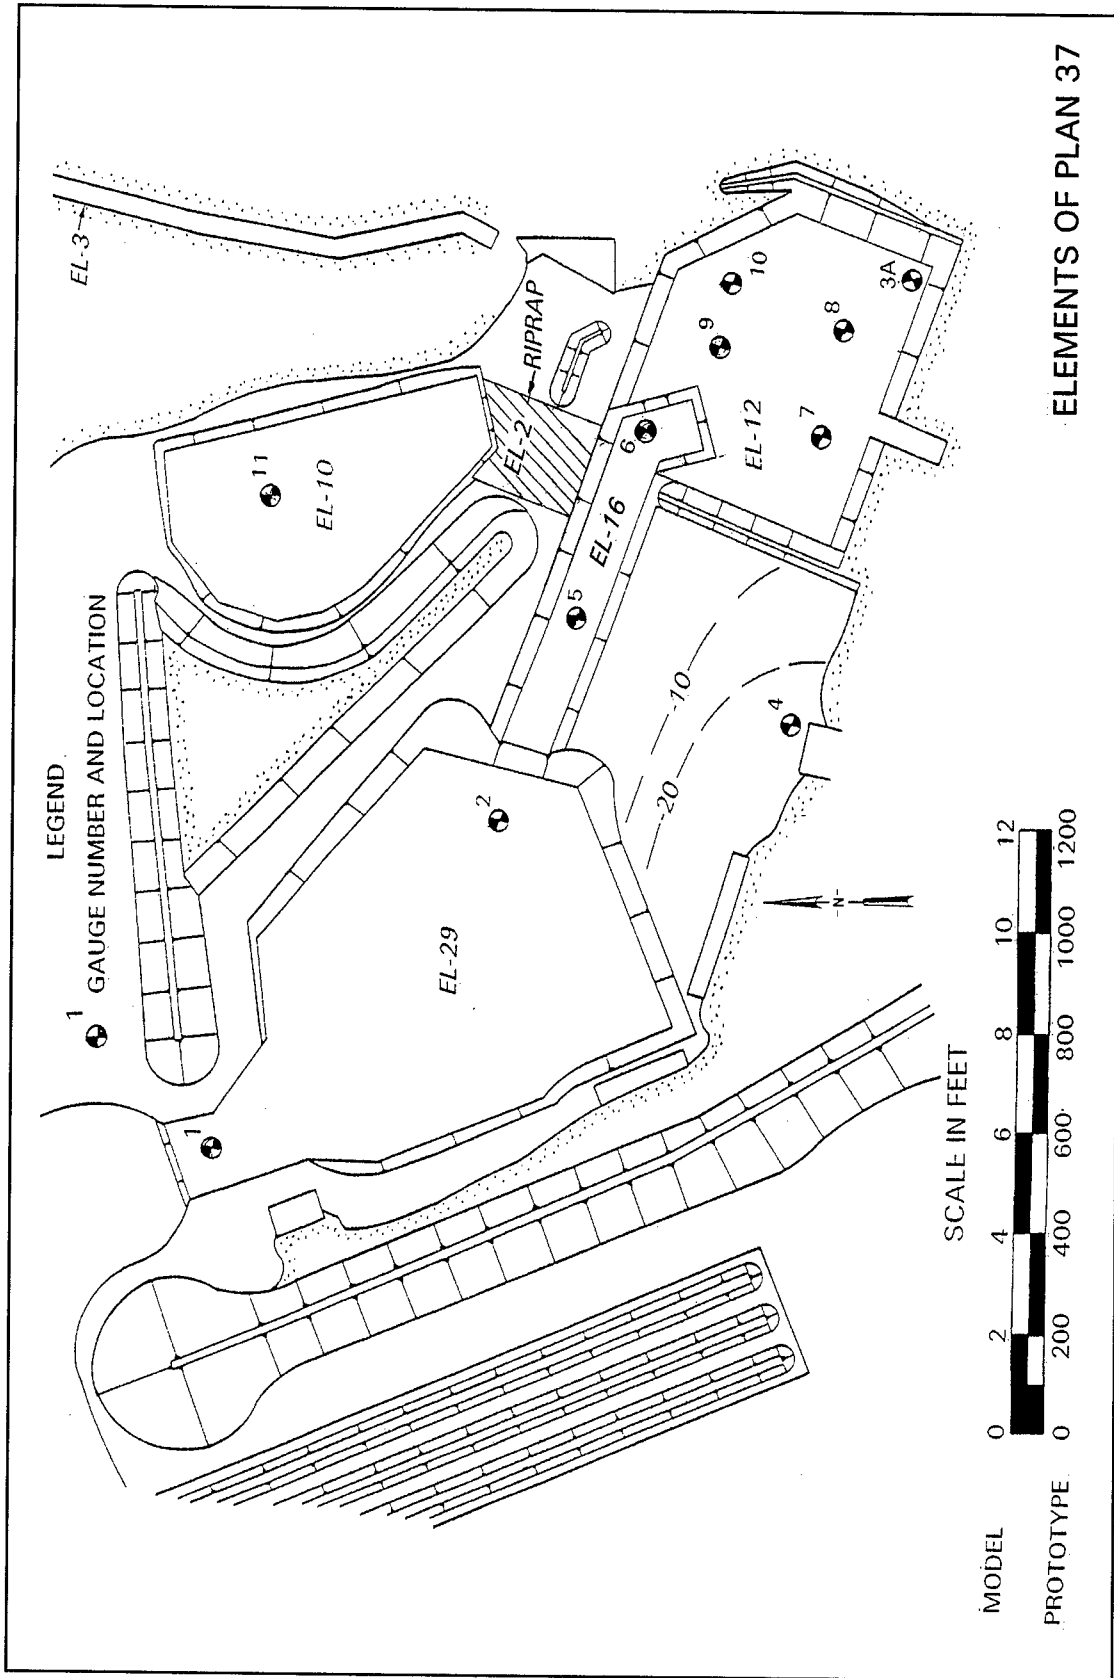 LEGEND
1 GAUGE NUMBER AND LOCATION
EL-3
11
EL-10
RIPRAP
EL-2
1
2
5
6
9
10
EL-29
EL-16
EL-12
8
3A
7
-10
-20
4
-N-
SCALE IN FEET
MODEL 0 2 4 6 8 10 12
PROTOTYPE 0 200 400 600 800 1000 1200
ELEMENTS OF PLAN 37